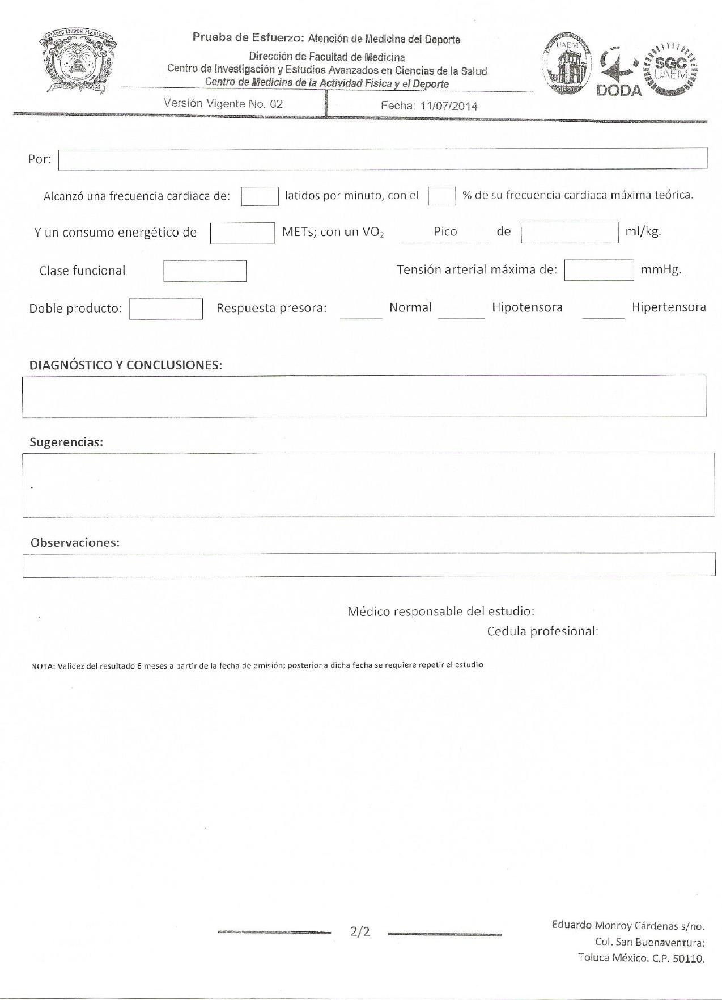 ESTADOS UNIDOS MEXICANOS
Prueba de Esfuerzo: Atención de Medicina del Deporte
Dirección de Facultad de Medicina
Centro de Investigación y Estudios Avanzados en Ciencias de la Salud
Centro de Medicina de la Actividad Física y el Deporte
UAEM
DODA
SGC
UAEM
Versión Vigente No. 02
Fecha: 11/07/2014
Por:
Alcanzó una frecuencia cardiaca de: latidos por minuto, con el % de su frecuencia cardiaca máxima teórica.
Y un consumo energético de METs; con un VO₂ Pico de ml/kg.
Clase funcional Tensión arterial máxima de: mmHg.
Doble producto: Respuesta presora: Normal Hipotensora Hipertensora
DIAGNÓSTICO Y CONCLUSIONES:
Sugerencias:
.
Observaciones:
Médico responsable del estudio:
Cedula profesional:
NOTA: Validez del resultado 6 meses a partir de la fecha de emisión; posterior a dicha fecha se requiere repetir el estudio
2/2
Eduardo Monroy Cárdenas s/no.
Col. San Buenaventura;
Toluca México. C.P. 50110.